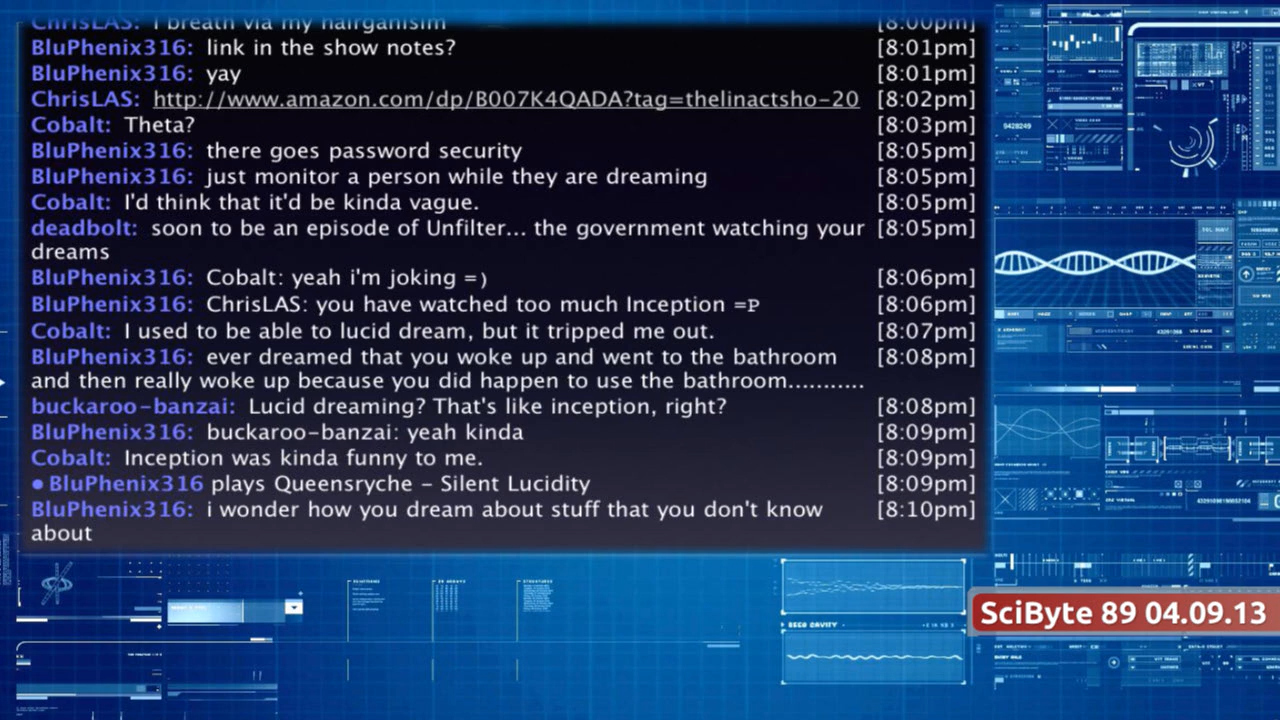 ChrisLAS: I breath via my hairganisim [8:00pm]
BluPhenix316: link in the show notes? [8:01pm]
BluPhenix316: yay [8:01pm]
ChrisLAS: http://www.amazon.com/dp/B007K4QADA?tag=thelinactsho-20 [8:02pm]
Cobalt: Theta? [8:03pm]
BluPhenix316: there goes password security [8:05pm]
BluPhenix316: just monitor a person while they are dreaming [8:05pm]
Cobalt: I'd think that it'd be kinda vague. [8:05pm]
deadbolt: soon to be an episode of Unfilter... the government watching your [8:05pm]
dreams
BluPhenix316: Cobalt: yeah i'm joking =) [8:06pm]
BluPhenix316: ChrisLAS: you have watched too much Inception =P [8:06pm]
Cobalt: I used to be able to lucid dream, but it tripped me out. [8:07pm]
BluPhenix316: ever dreamed that you woke up and went to the bathroom [8:08pm]
and then really woke up because you did happen to use the bathroom...........
buckaroo-banzai: Lucid dreaming? That's like inception, right? [8:08pm]
BluPhenix316: buckaroo-banzai: yeah kinda [8:09pm]
Cobalt: Inception was kinda funny to me. [8:09pm]
● BluPhenix316 plays Queensryche - Silent Lucidity [8:09pm]
BluPhenix316: i wonder how you dream about stuff that you don't know [8:10pm]
about
SciByte 89 04.09.13